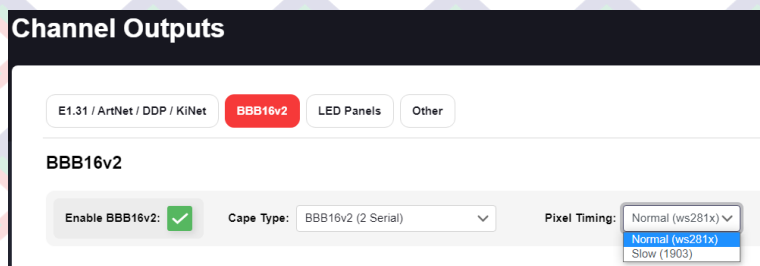 Channel Outputs
E1.31 / ArtNet / DDP / KiNet BBB16v2 LED Panels Other
BBB16v2
Enable BBB16v2: Cape Type: BBB16v2 (2 Serial) Pixel Timing: Normal (ws281x)
Normal (ws281x)
Slow (1903)